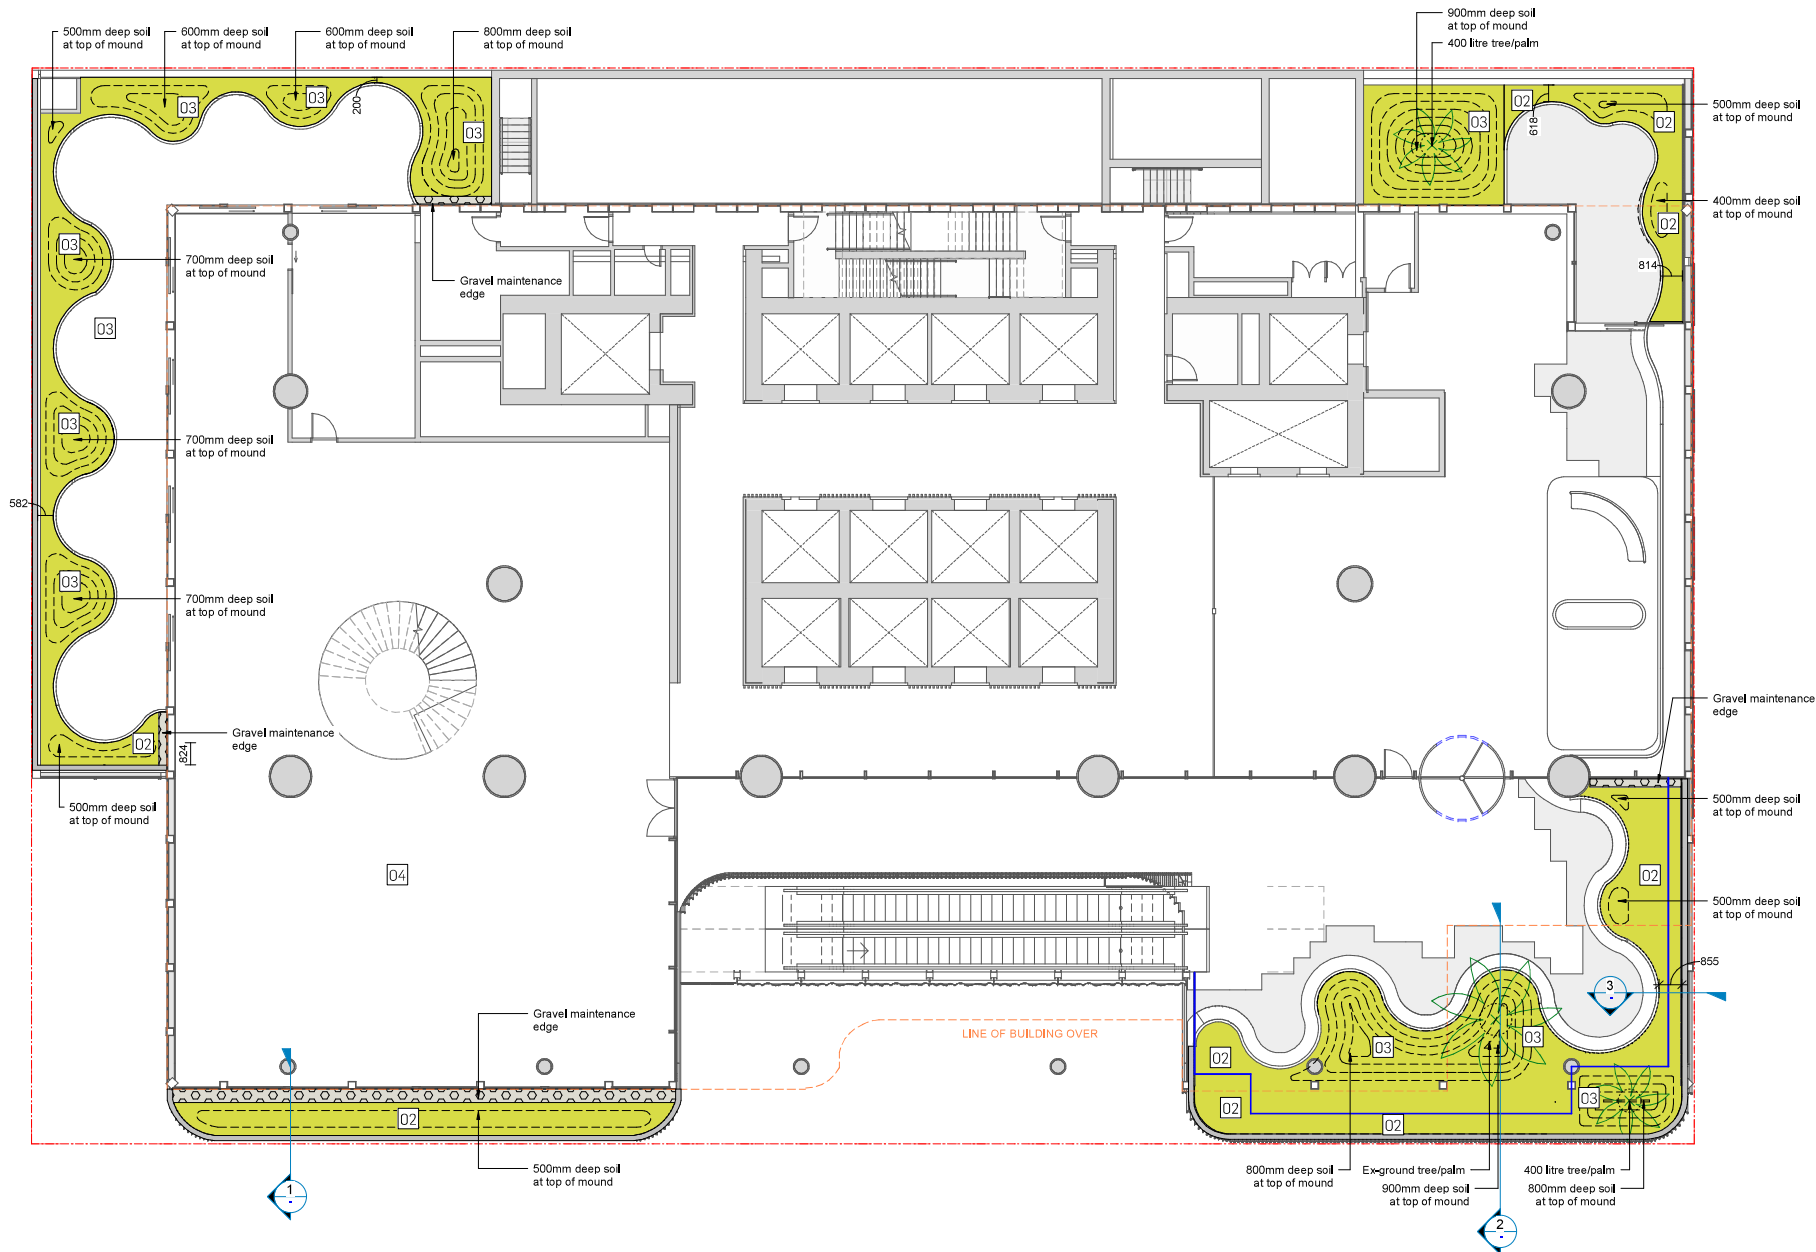 500mm deep soil
at top of mound
600mm deep soil
at top of mound
600mm deep soil
at top of mound
800mm deep soil
at top of mound
900mm deep soil
at top of mound
400 litre tree/palm
500mm deep soil
at top of mound
03
03
03
200
03
02
618
02
400mm deep soil
at top of mound
02
814
03
700mm deep soil
at top of mound
Gravel maintenance
edge
03
03
700mm deep soil
at top of mound
582
03
700mm deep soil
at top of mound
02
824
Gravel maintenance
edge
500mm deep soil
at top of mound
Gravel maintenance
edge
500mm deep soil
at top of mound
02
500mm deep soil
at top of mound
04
855
3
-
Gravel maintenance
edge
LINE OF BUILDING OVER
02
03
03
02
02
03
02
500mm deep soil
at top of mound
1
-
800mm deep soil
at top of mound
Ex-ground tree/palm
900mm deep soil
at top of mound
400 litre tree/palm
800mm deep soil
at top of mound
2
-